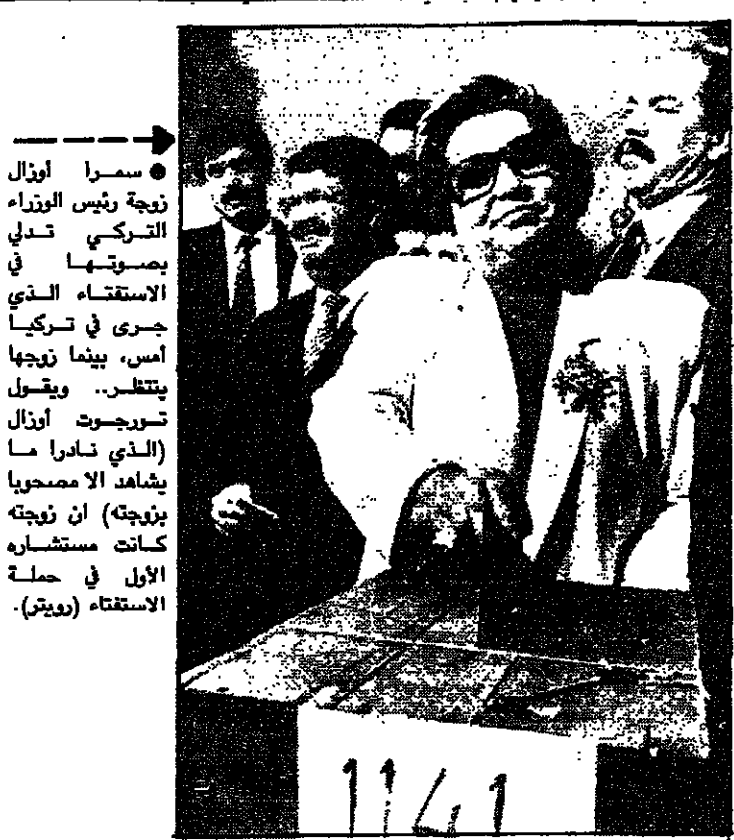 ● سمرا أوزال
زوجة رئيس الوزراء
التركي تدلي
بصوتها في
الاستفتاء الذي
جرى في تركيا
أمس، بينما زوجها
ينتظر.. ويقول
تورجوت أوزال
(الذي نادرا ما
يشاهد الا مصحوبا
بزوجته) ان زوجته
كانت مستشاره
الأول في حملة
الاستفتاء (رويتر).
1141